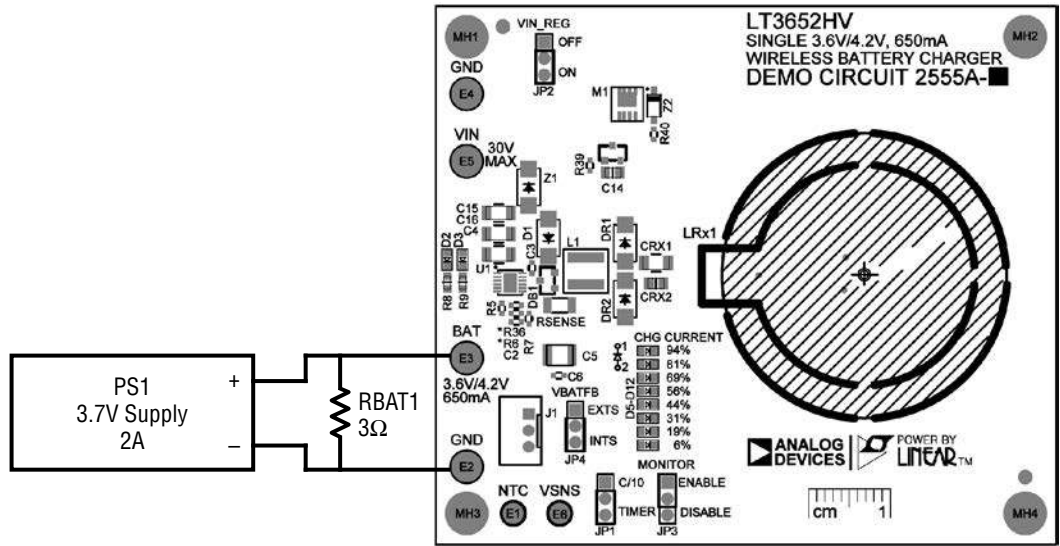 LT3652HV
SINGLE 3.6V/4.2V, 650mA
WIRELESS BATTERY CHARGER
DEMO CIRCUIT 2555A-
MH1
VIN_REG
OFF
ON
JP2
MH2
GND
E4
M1
Z2
R40
VIN
E5
30V
MAX
Z1
R39
C14
C15
C16
C4
D1
D2
D3
C3
L1
DR1
CRX1
LRx1
U1
R8
R9
R5
DB1
DR2
CRX2
RSENSE
*R36
*R6
C2
R7
BAT
E3
3.6V/4.2V
650mA
C5
C6
1
2
CHG CURRENT
94%
81%
69%
56%
44%
31%
19%
6%
D5-D12
PS1
3.7V Supply
2A
+
–
RBAT1
3Ω
J1
VBATFB
EXTS
INTS
JP4
GND
E2
ANALOG
DEVICES
POWER BY
LINEAR TM
MONITOR
NTC
E1
VSNS
E6
C/10
TIMER
JP1
ENABLE
DISABLE
JP3
MH3
cm 1
MH4